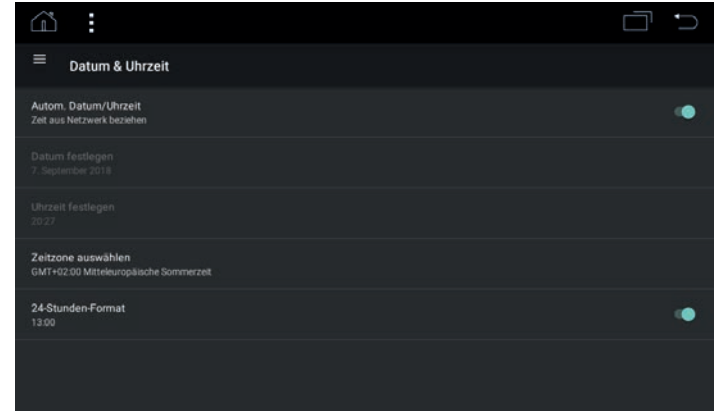 Datum & Uhrzeit
Autom. Datum/Uhrzeit
Zeit aus Netzwerk beziehen
Datum festlegen
7. September 2018
Uhrzeit festlegen
20:27
Zeitzone auswählen
GMT+02:00 Mitteleuropäische Sommerzeit
24-Stunden-Format
13:00